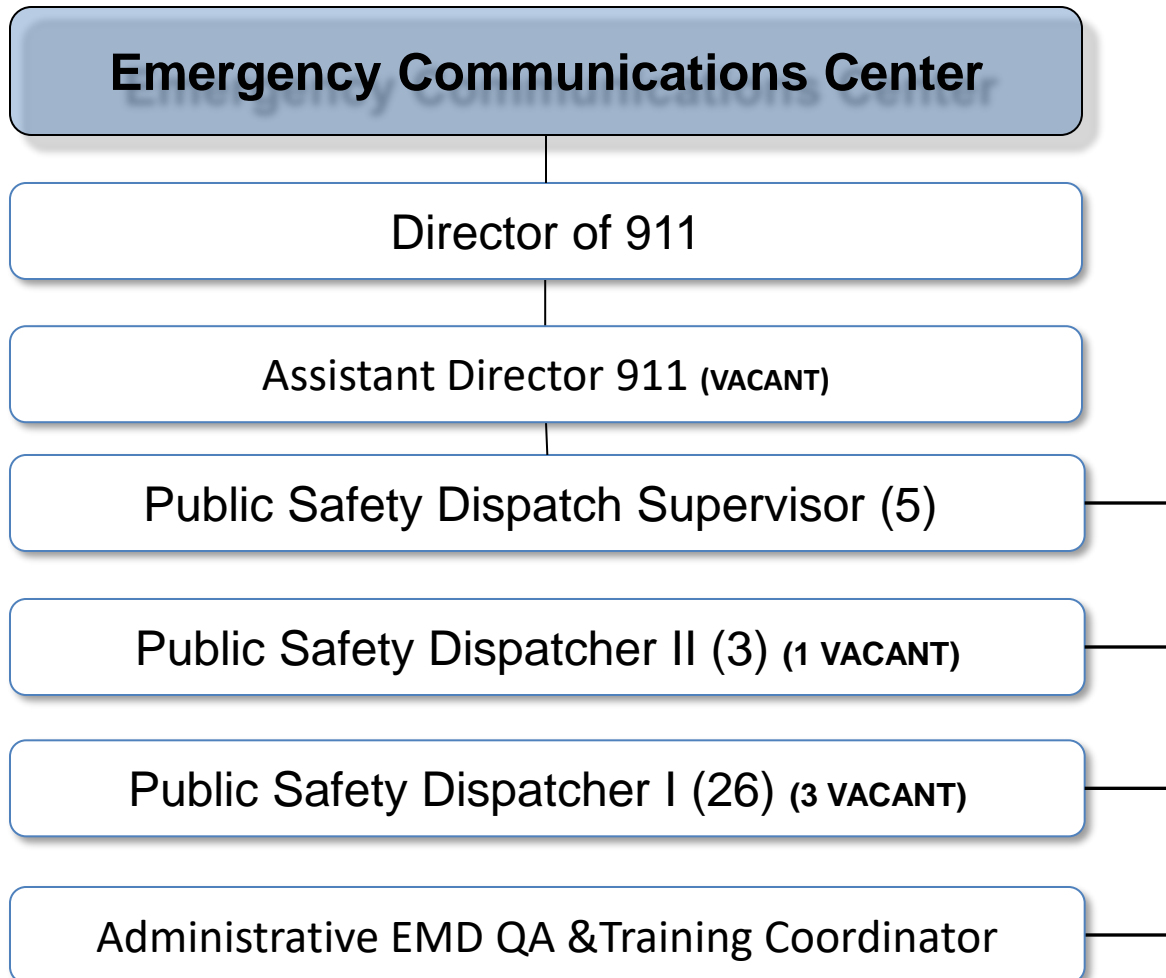 Emergency Communications Center
Director of 911
Assistant Director 911 (VACANT)
Public Safety Dispatch Supervisor (5)
Public Safety Dispatcher II (3) (1 VACANT)
Public Safety Dispatcher I (26) (3 VACANT)
Administrative EMD QA &Training Coordinator